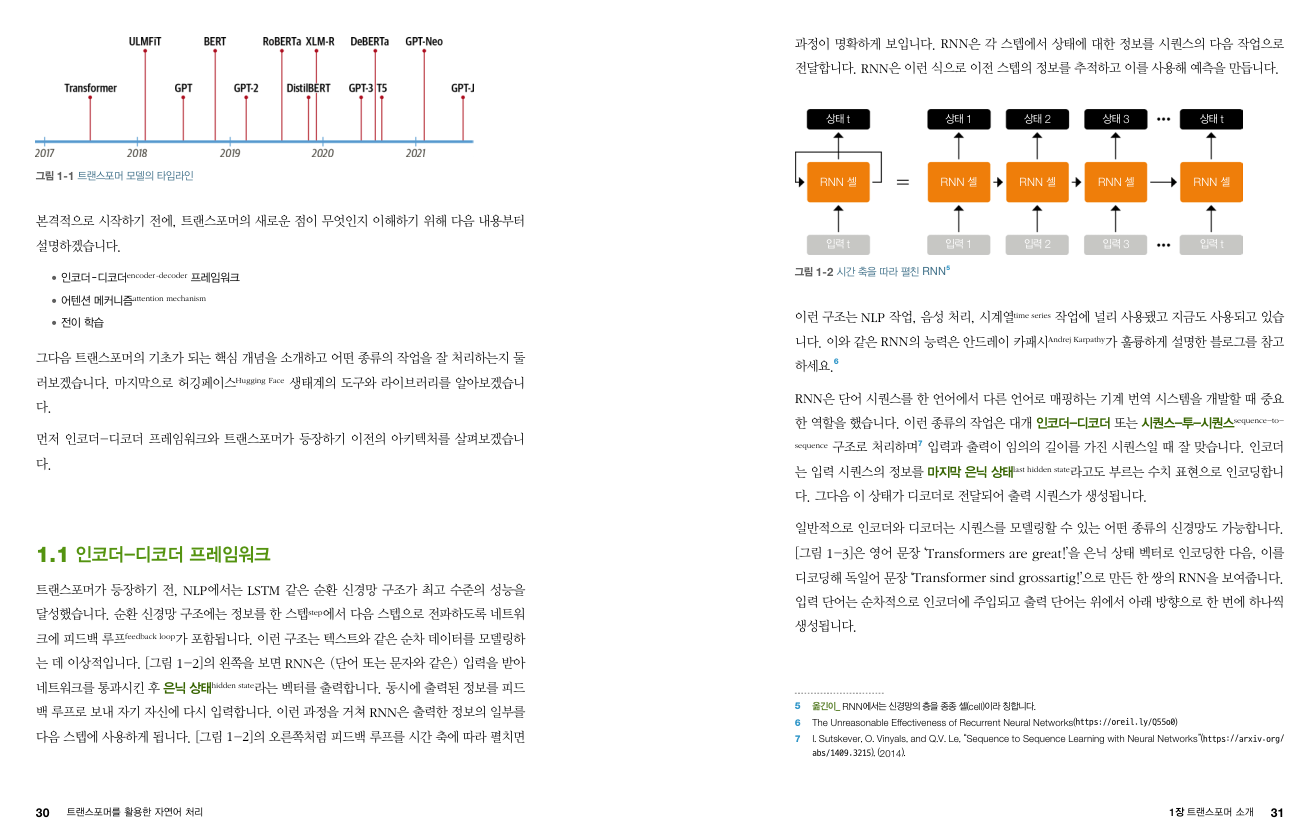 ULMFiT BERT RoBERTa XLM-R DeBERTa GPT-Neo
Transformer GPT GPT-2 DistilBERT GPT-3 T5 GPT-J
2017 2018 2019 2020 2021
그림 1-1 트랜스포머 모델의 타임라인
본격적으로 시작하기 전에, 트랜스포머의 새로운 점이 무엇인지 이해하기 위해 다음 내용부터
설명하겠습니다.
• 인코더-디코더encoder-decoder 프레임워크
• 어텐션 메커니즘attention mechanism
• 전이 학습
그다음 트랜스포머의 기초가 되는 핵심 개념을 소개하고 어떤 종류의 작업을 잘 처리하는지 둘
러보겠습니다. 마지막으로 허깅페이스Hugging Face 생태계의 도구와 라이브러리를 알아보겠습니
다.
먼저 인코더-디코더 프레임워크와 트랜스포머가 등장하기 이전의 아키텍처를 살펴보겠습니
다.
1.1 인코더-디코더 프레임워크
트랜스포머가 등장하기 전, NLP에서는 LSTM 같은 순환 신경망 구조가 최고 수준의 성능을
달성했습니다. 순환 신경망 구조에는 정보를 한 스텝step에서 다음 스텝으로 전파하도록 네트워
크에 피드백 루프feedback loop가 포함됩니다. 이런 구조는 텍스트와 같은 순차 데이터를 모델링하
는 데 이상적입니다. [그림 1-2]의 왼쪽을 보면 RNN은 (단어 또는 문자와 같은) 입력을 받아
네트워크를 통과시킨 후 은닉 상태hidden state라는 벡터를 출력합니다. 동시에 출력된 정보를 피드
백 루프로 보내 자기 자신에 다시 입력합니다. 이런 과정을 거쳐 RNN은 출력한 정보의 일부를
다음 스텝에 사용하게 됩니다. [그림 1-2]의 오른쪽처럼 피드백 루프를 시간 축에 따라 펼치면
30 트랜스포머를 활용한 자연어 처리
과정이 명확하게 보입니다. RNN은 각 스텝에서 상태에 대한 정보를 시퀀스의 다음 작업으로
전달합니다. RNN은 이런 식으로 이전 스텝의 정보를 추적하고 이를 사용해 예측을 만듭니다.
상태 t 상태 1 상태 2 상태 3 ••• 상태 t
RNN 셀 = RNN 셀 RNN 셀 RNN 셀 RNN 셀
입력 t 입력 1 입력 2 입력 3 ••• 입력 t
그림 1-2 시간 축을 따라 펼친 RNN5
이런 구조는 NLP 작업, 음성 처리, 시계열time series 작업에 널리 사용됐고 지금도 사용되고 있습
니다. 이와 같은 RNN의 능력은 안드레이 카패시Andrej Karpathy가 훌륭하게 설명한 블로그를 참고
하세요.6
RNN은 단어 시퀀스를 한 언어에서 다른 언어로 매핑하는 기계 번역 시스템을 개발할 때 중요
한 역할을 했습니다. 이런 종류의 작업은 대개 인코더-디코더 또는 시퀀스-투-시퀀스sequence-to-
sequence 구조로 처리하며7 입력과 출력이 임의의 길이를 가진 시퀀스일 때 잘 맞습니다. 인코더
는 입력 시퀀스의 정보를 마지막 은닉 상태last hidden state라고도 부르는 수치 표현으로 인코딩합니
다. 그다음 이 상태가 디코더로 전달되어 출력 시퀀스가 생성됩니다.
일반적으로 인코더와 디코더는 시퀀스를 모델링할 수 있는 어떤 종류의 신경망도 가능합니다.
[그림 1-3]은 영어 문장 ‘Transformers are great!’을 은닉 상태 벡터로 인코딩한 다음, 이를
디코딩해 독일어 문장 ‘Transformer sind grossartig!’으로 만든 한 쌍의 RNN을 보여줍니다.
입력 단어는 순차적으로 인코더에 주입되고 출력 단어는 위에서 아래 방향으로 한 번에 하나씩
생성됩니다.
5 옮긴이_ RNN에서는 신경망의 층을 종종 셀(cell)이라 칭합니다.
6 The Unreasonable Effectiveness of Recurrent Neural Networks(https://oreil.ly/Q55o0)
7 I. Sutskever, O. Vinyals, and Q.V. Le, “Sequence to Sequence Learning with Neural Networks”(https://arxiv.org/
abs/1409.3215), (2014).
1장 트랜스포머 소개 31